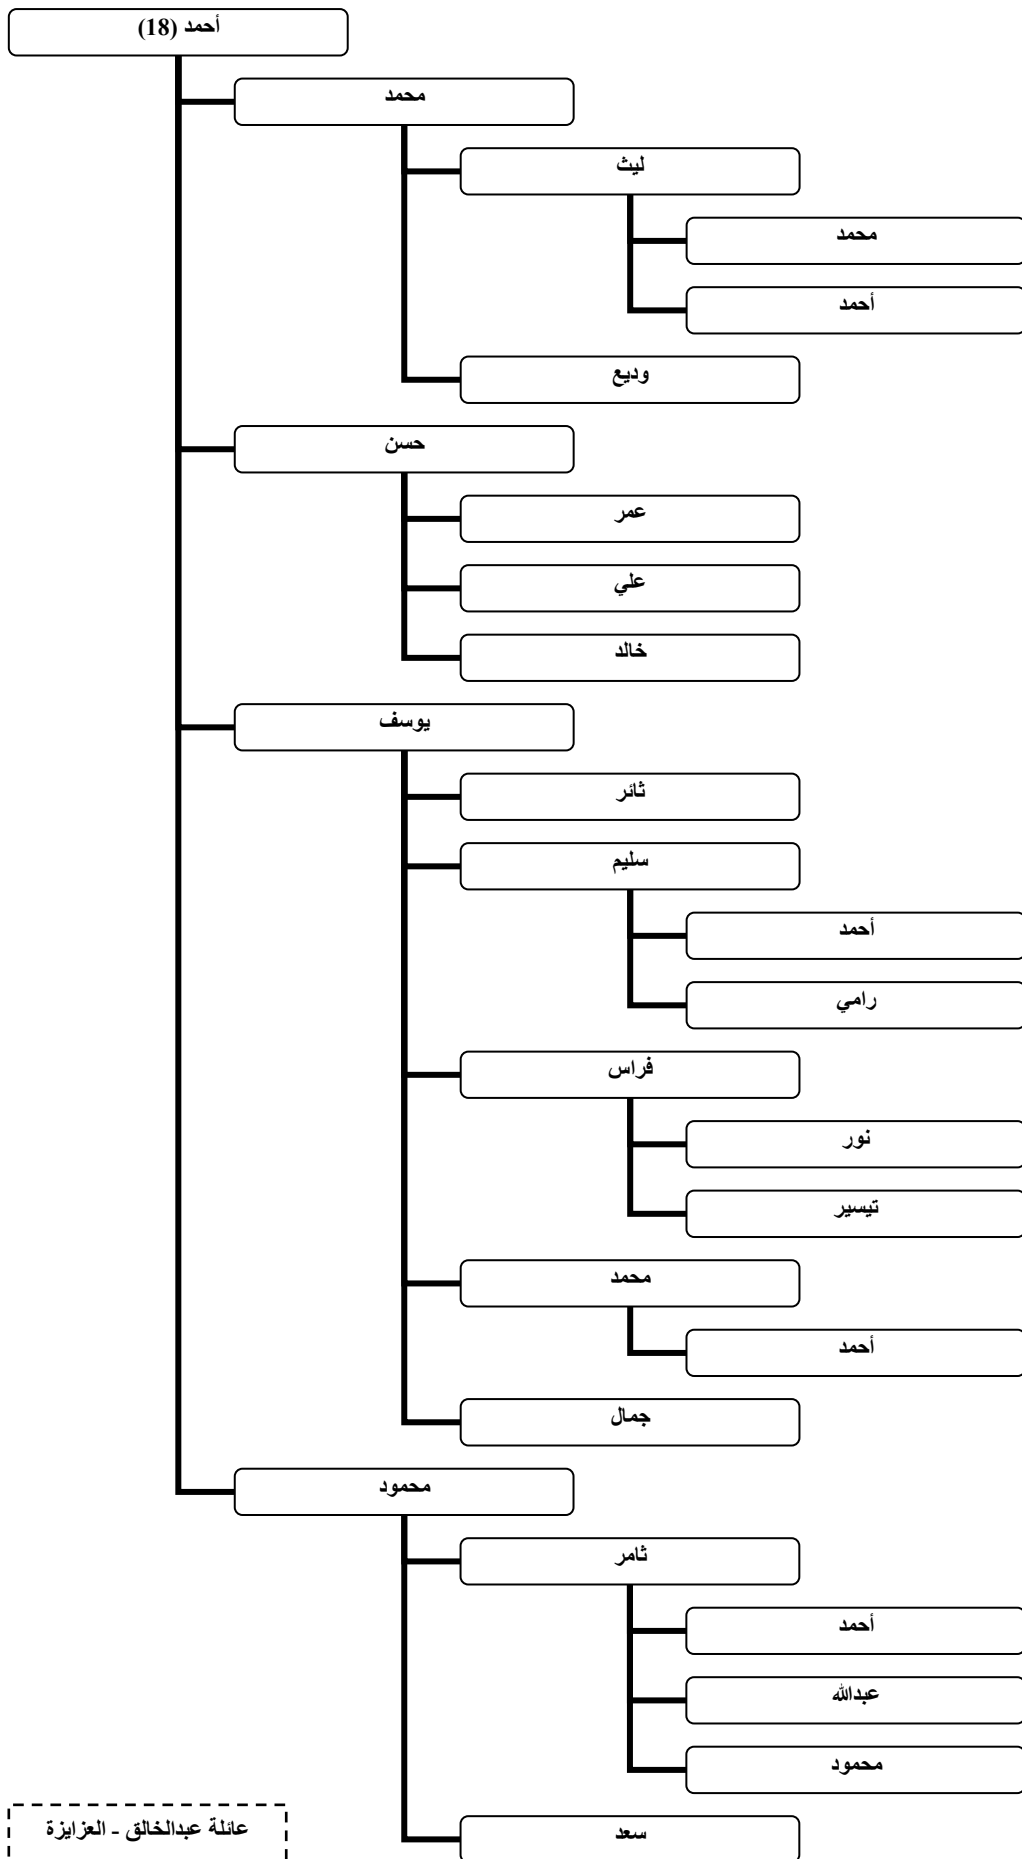 أحمد (18)
محمد
ليث
محمد
أحمد
وديع
حسن
عمر
علي
خالد
يوسف
ثائر
سليم
أحمد
رامي
فراس
نور
تيسير
محمد
أحمد
جمال
محمود
ثامر
أحمد
عبدالله
محمود
سعد
عائلة عبدالخالق - العزايزة